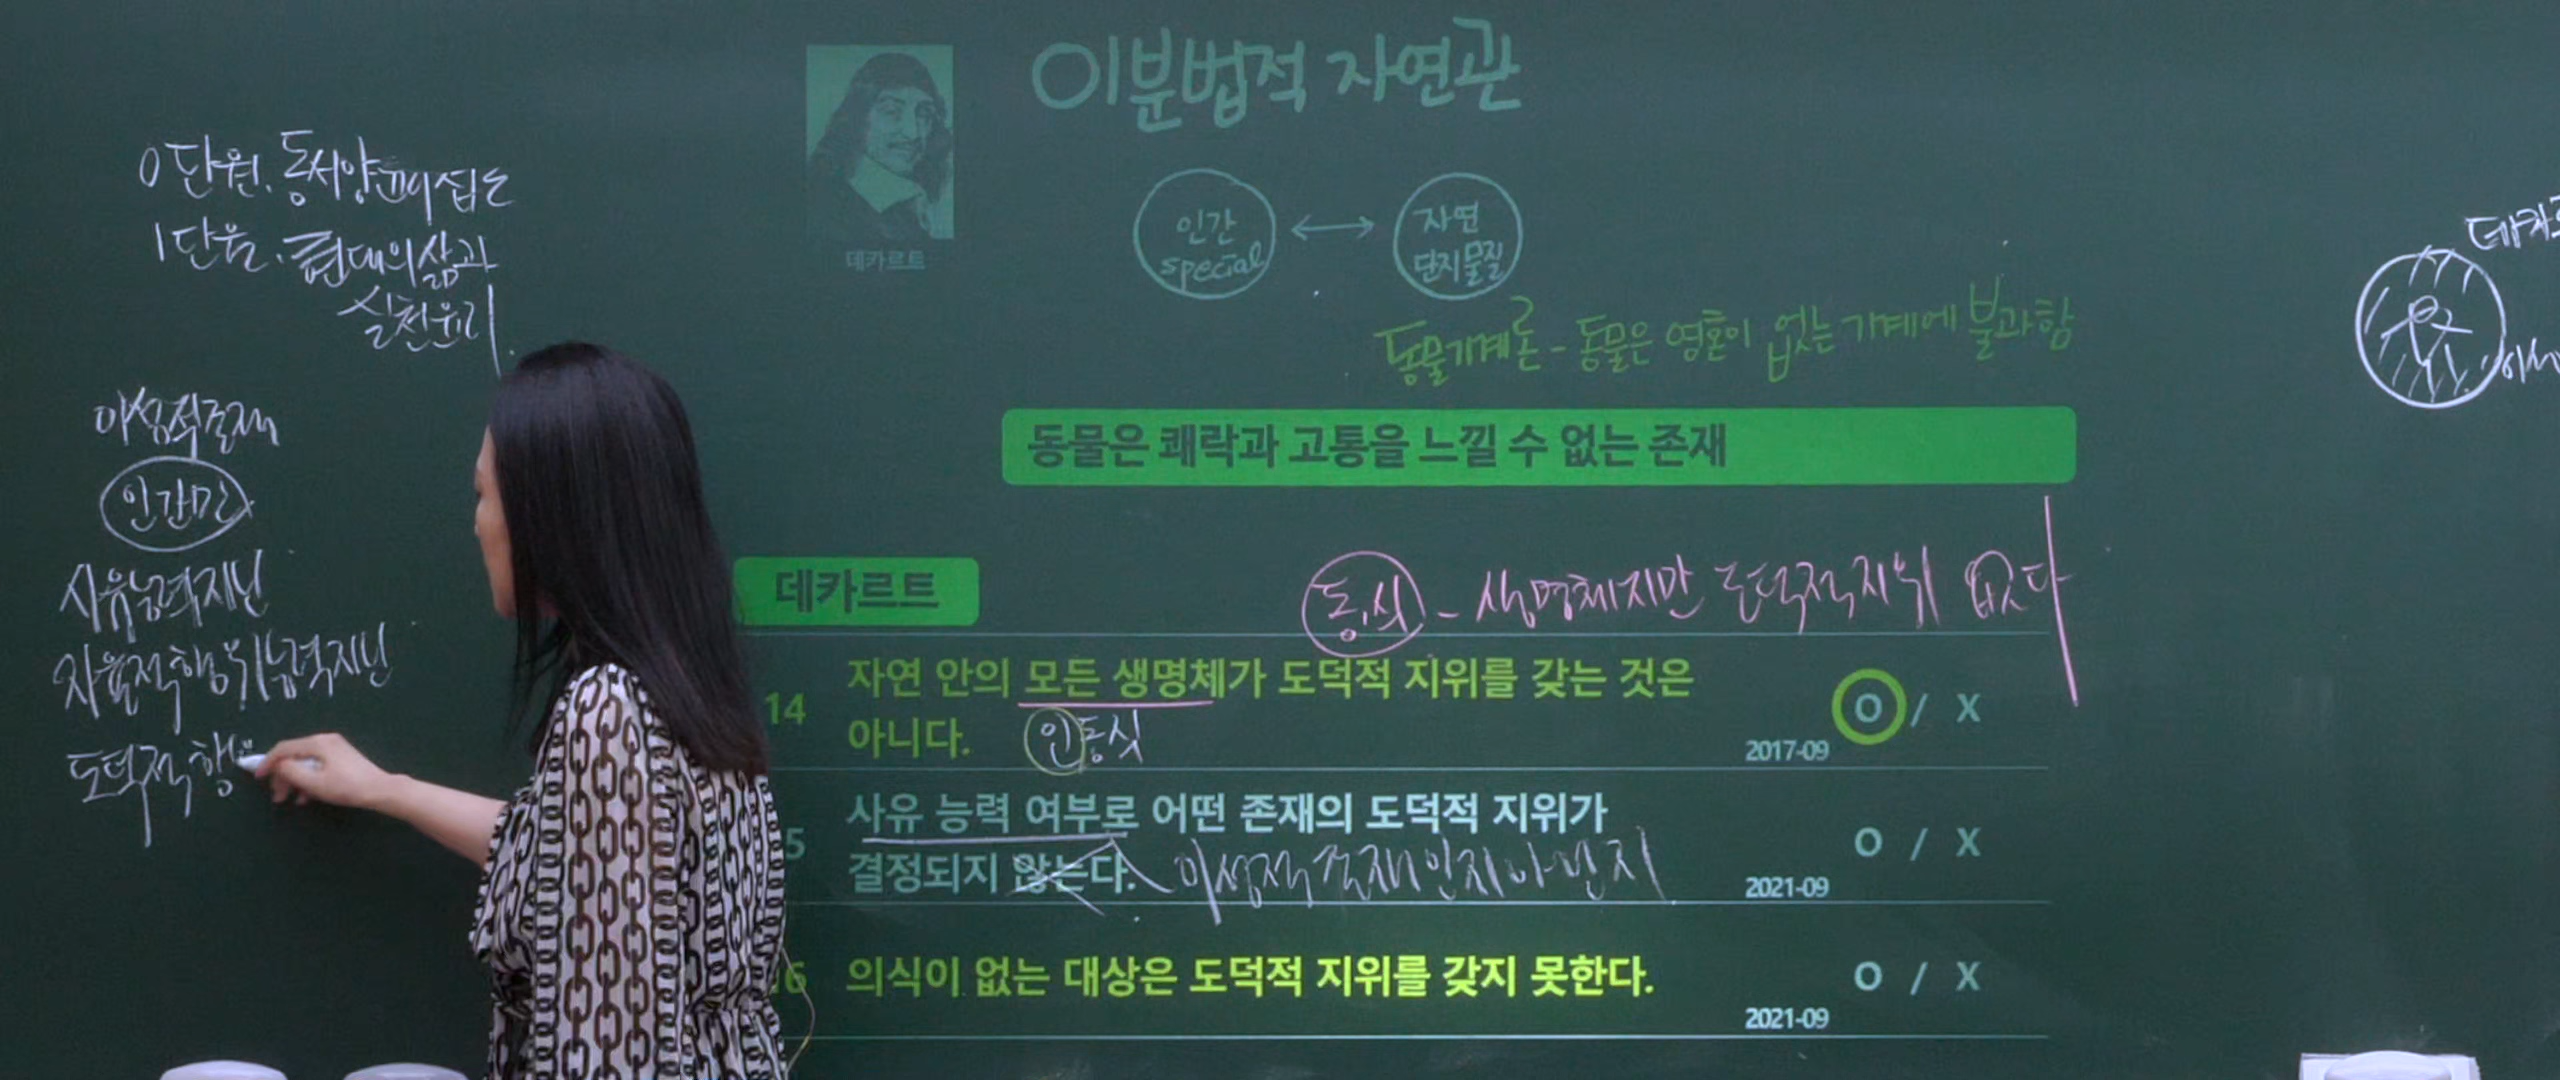 이분법적 자연관
데카르트
인간
special
자연
단지 물질
동물기계론 - 동물은 영혼이 없는 기계에 불과함
동물은 쾌락과 고통을 느낄 수 없는 존재
0단원. 동서양윤리 접근
1단원. 현대의 삶과
실천윤리
이성적 존재
인간만
사유능력 지닌
자율적 행위능력 지닌
도덕적 행
데카르트
동,식 - 생명체지만 도덕적 지위 없다
14 자연 안의 모든 생명체가 도덕적 지위를 갖는 것은
아니다. 인동식
2017-09 O / X
사유 능력 여부로 어떤 존재의 도덕적 지위가
5 결정되지 않는다. 이성적 존재인지 아닌지
2021-09 O / X
6 의식이 없는 대상은 도덕적 지위를 갖지 못한다.
2021-09 O / X
데카르